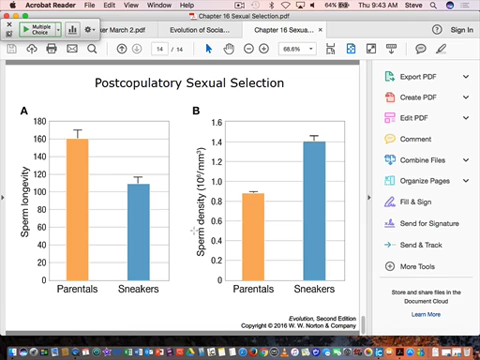 Acrobat Reader File Edit View Window Help
64% Thu 9:43 AM Steve
Chapter 16 Sexual Selection.pdf
Multiple
Choice
ker March 2.pdf
Evolution of Socia...
Chapter 16 Sexua...
Sign In
14 / 14
68.6%
Postcopulatory Sexual Selection
A
Sperm longevity
180
160
140
120
100
80
60
40
20
0
Parentals Sneakers
B
Sperm density (10⁹/mm³)
1.6
1.4
1.2
1.0
0.8
0.6
0.4
0.2
0
Parentals Sneakers
Evolution, Second Edition
Copyright © 2016 W. W. Norton & Company
Export PDF
Create PDF
Edit PDF
Comment
Combine Files
Organize Pages
Fill & Sign
Send for Signature
Send & Track
More Tools
Store and share files in the
Document Cloud
Learn More